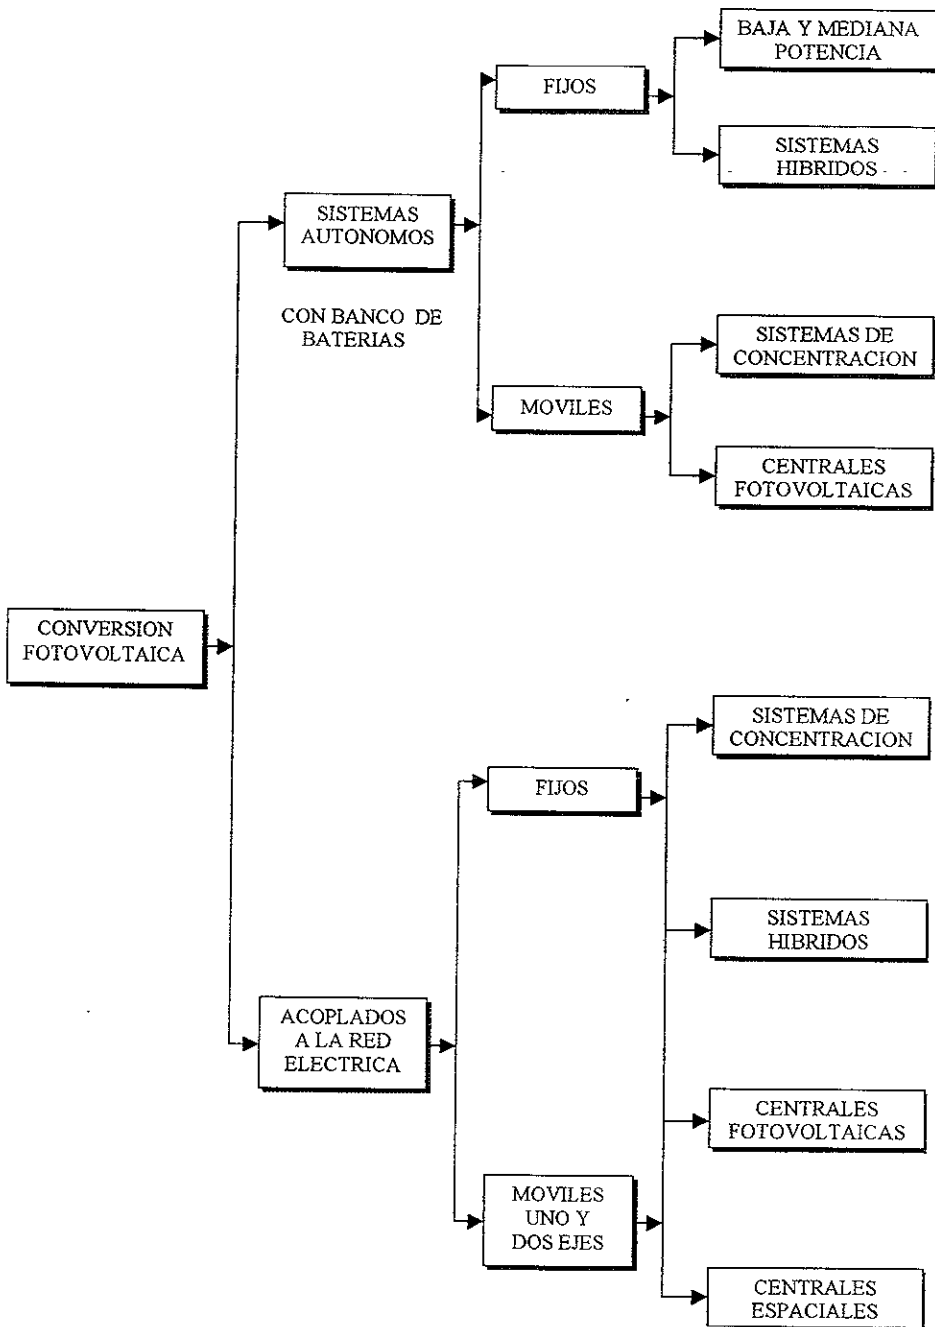 BAJA Y MEDIANA
POTENCIA
FIJOS
SISTEMAS
HIBRIDOS
SISTEMAS
AUTONOMOS
CON BANCO DE
BATERIAS
SISTEMAS DE
CONCENTRACION
MOVILES
CENTRALES
FOTOVOLTAICAS
CONVERSION
FOTOVOLTAICA
SISTEMAS DE
CONCENTRACION
FIJOS
SISTEMAS
HIBRIDOS
ACOPLADOS
A LA RED
ELECTRICA
CENTRALES
FOTOVOLTAICAS
MOVILES
UNO Y
DOS EJES
CENTRALES
ESPACIALES